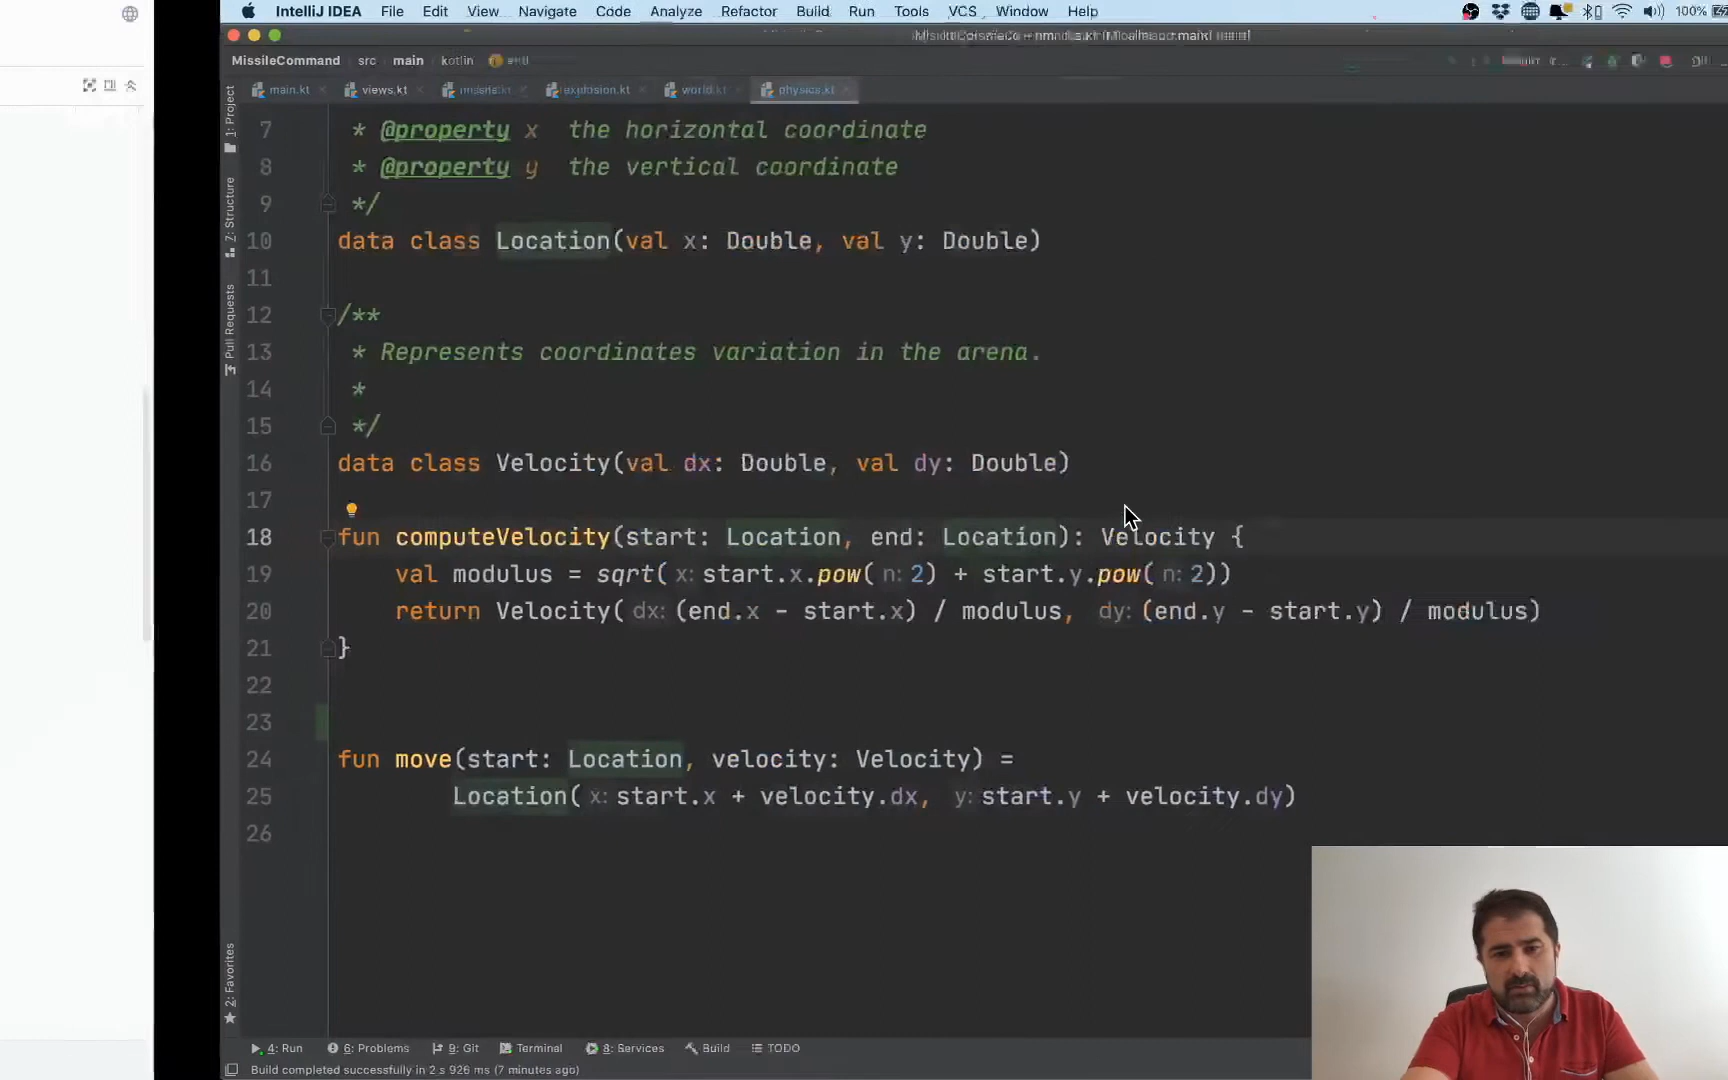 IntelliJ IDEA File Edit View Navigate Code Analyze Refactor Build Run Tools VCS Window Help 100%
MissileCommand src main kotlin
main.kt views.kt missile.kt explosion.kt world.kt physics.kt
1: Project
7: Structure
Pull Requests
2: Favorites
7 * @property x the horizontal coordinate
8 * @property y the vertical coordinate
9 */
10 data class Location(val x: Double, val y: Double)
11
12 /**
13 * Represents coordinates variation in the arena.
14 *
15 */
16 data class Velocity(val dx: Double, val dy: Double)
17
18 fun computeVelocity(start: Location, end: Location): Velocity {
19 val modulus = sqrt( x: start.x.pow( n: 2) + start.y.pow( n: 2))
20 return Velocity( dx: (end.x - start.x) / modulus, dy: (end.y - start.y) / modulus)
21 }
22
23
24 fun move(start: Location, velocity: Velocity) =
25 Location( x: start.x + velocity.dx, y: start.y + velocity.dy)
26
4: Run 6: Problems 9: Git Terminal 8: Services Build TODO
Build completed successfully in 2 s 926 ms (7 minutes ago)